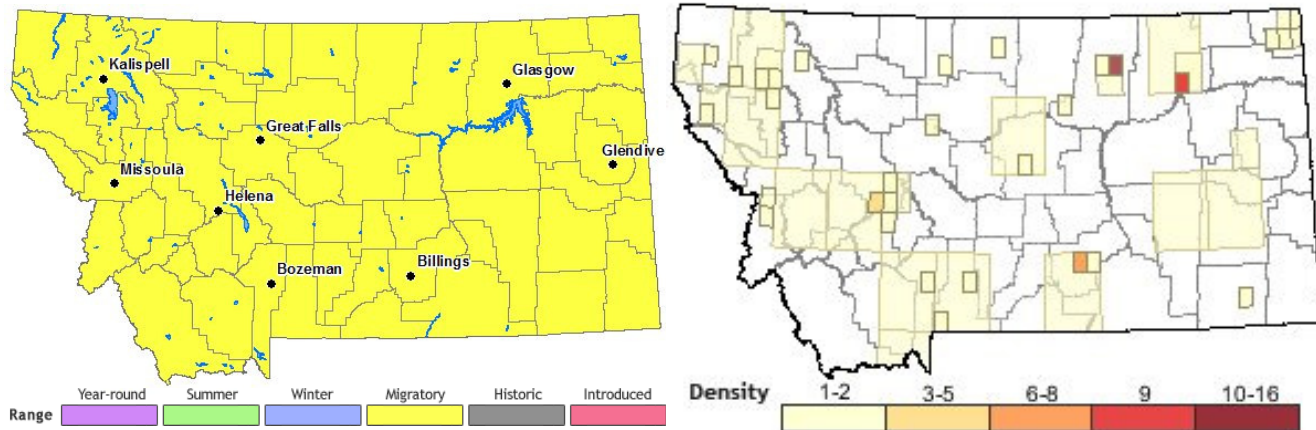 Kalispell
Glasgow
Great Falls
Glendive
Missoula
Helena
Bozeman
Billings
Year-round Summer Winter Migratory Historic Introduced
Range
Density 1-2 3-5 6-8 9 10-16